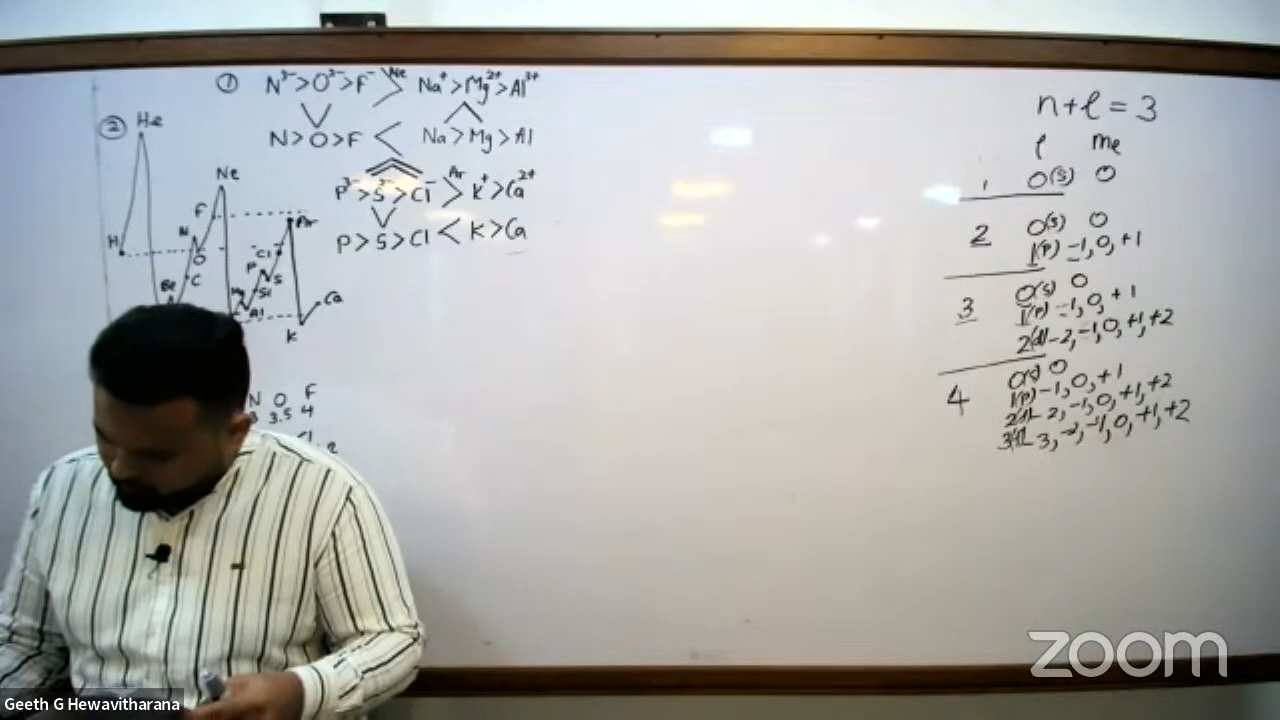 ① N³⁻>O²⁻>F⁻ > Ne Na⁺>Mg²⁺>Al³⁺
N>O>F < Na>Mg>Al
P³⁻>S²⁻>Cl⁻ > Ar K⁺>Ca²⁺
P>S>Cl < K>Ca
② He
Ne
F
Ar
N
H
O
Cl
P
S
Be
C
Mg
Si
Al
Ca
K
N O F
3.5 4
n+l = 3
l ml
1 0(s) 0
2 0(s) 0
1(p) -1, 0, +1
3 0(s) 0
1(p) -1, 0, +1
2(d) -2, -1, 0, +1, +2
4 0(s) 0
1(p) -1, 0, +1
2(d) -2, -1, 0, +1, +2
3(f) -3, -2, -1, 0, +1, +2
zoom
Geeth G Hewavitharana